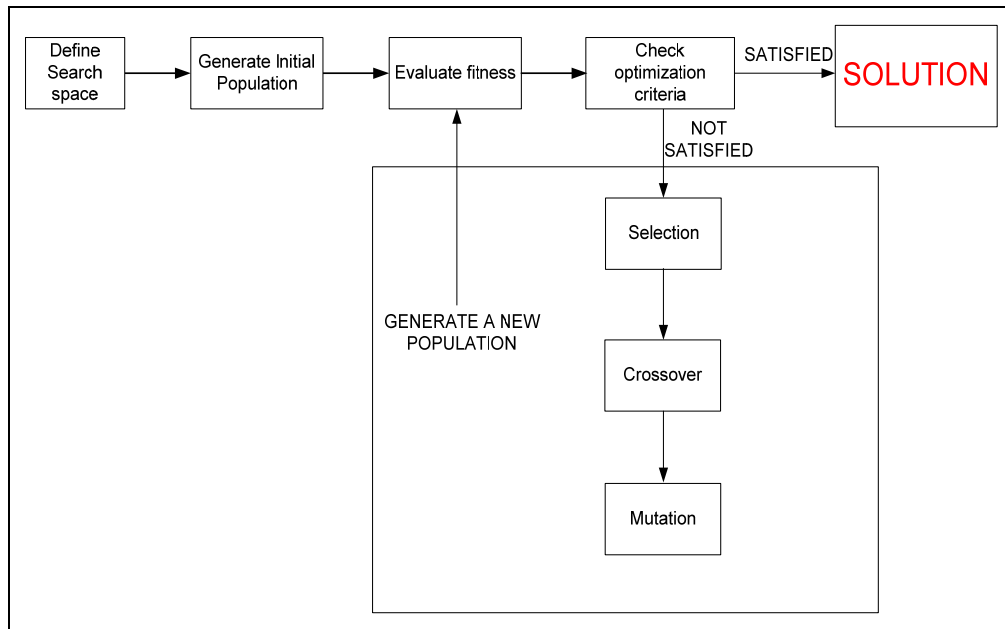 Define
Search
space
Generate Initial
Population
Evaluate fitness
Check
optimization
criteria
SATISFIED
SOLUTION
NOT
SATISFIED
Selection
GENERATE A NEW
POPULATION
Crossover
Mutation